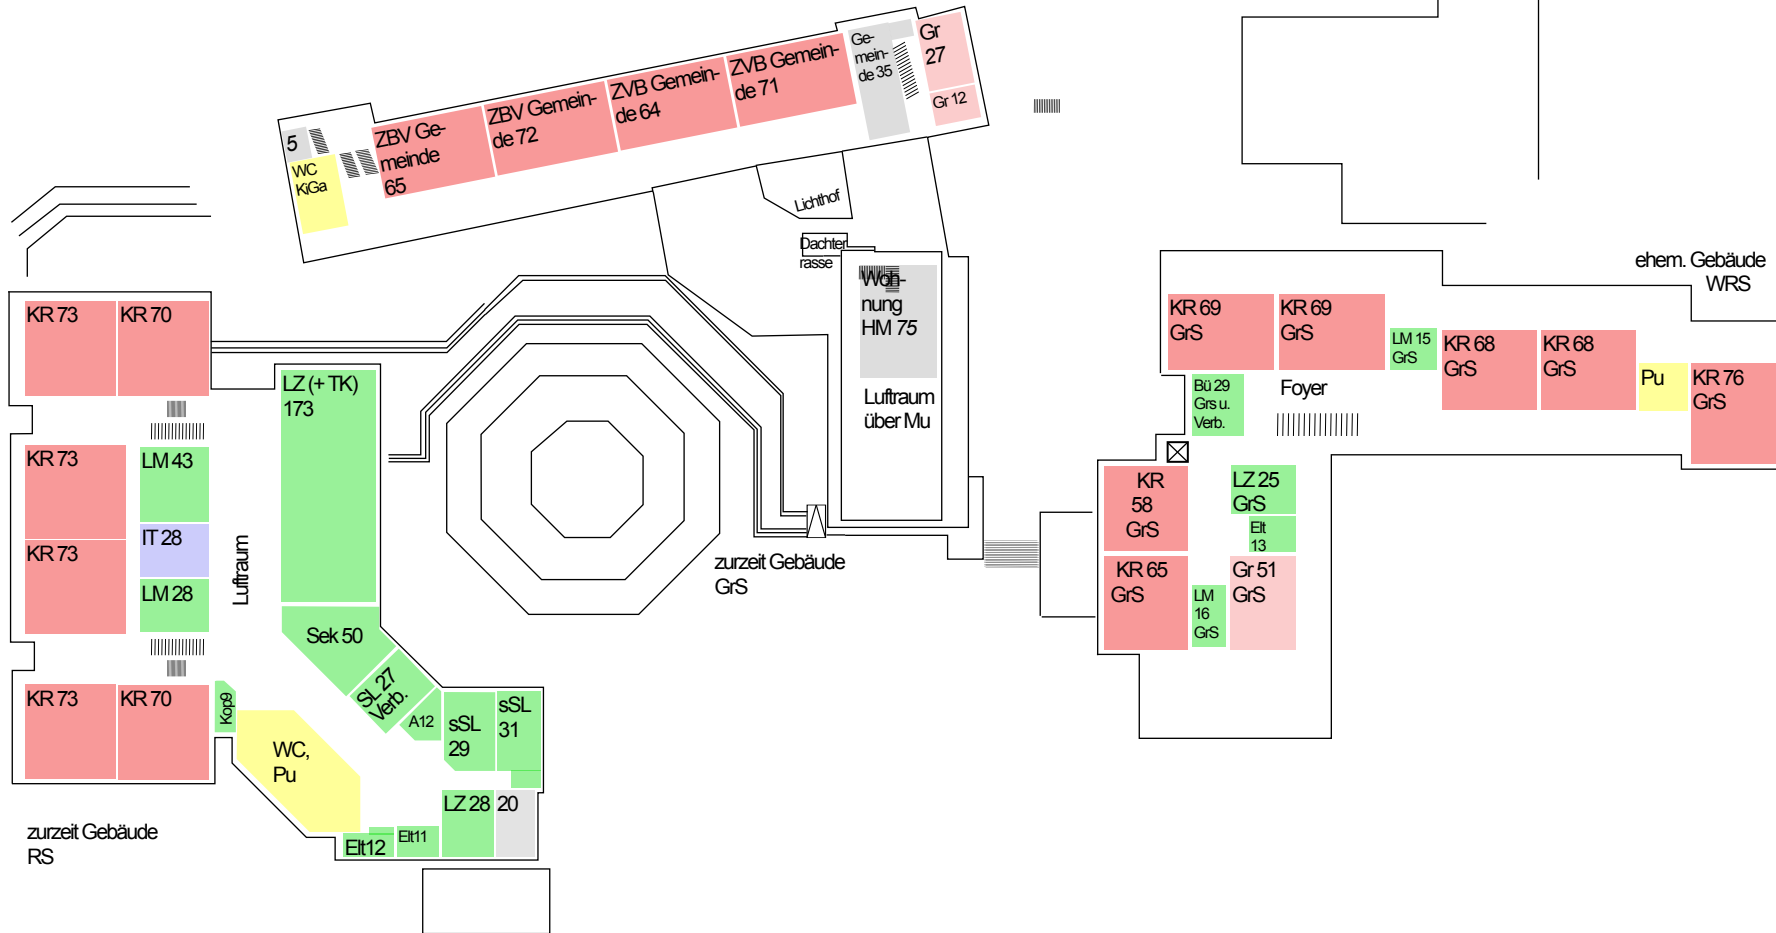 5
WC
KiGa
ZBV Ge-
meinde
65
ZBV Gemein-
de 72
ZVB Gemein-
de 64
ZVB Gemein-
de 71
Ge-
mein-
de 35
Gr
27
Gr 12
Lichthof
Dachter
rasse
Woh-
nung
HM 75
Luftraum
über Mu
zurzeit Gebäude
GrS
KR 73
KR 70
LZ (+ TK)
173
KR 73
LM 43
IT 28
KR 73
LM 28
Luftraum
Sek 50
SL 27
Verb.
A12
sSL
29
sSL
31
KR 73
KR 70
Kop9
WC,
Pu
LZ 28
20
Elt12
Elt11
zurzeit Gebäude
RS
ehem. Gebäude
WRS
KR 69
GrS
KR 69
GrS
LM 15
GrS
KR 68
GrS
KR 68
GrS
Pu
KR 76
GrS
Bü 29
Grs u.
Verb.
Foyer
KR
58
GrS
LZ 25
GrS
Elt
13
KR 65
GrS
LM
16
GrS
Gr 51
GrS